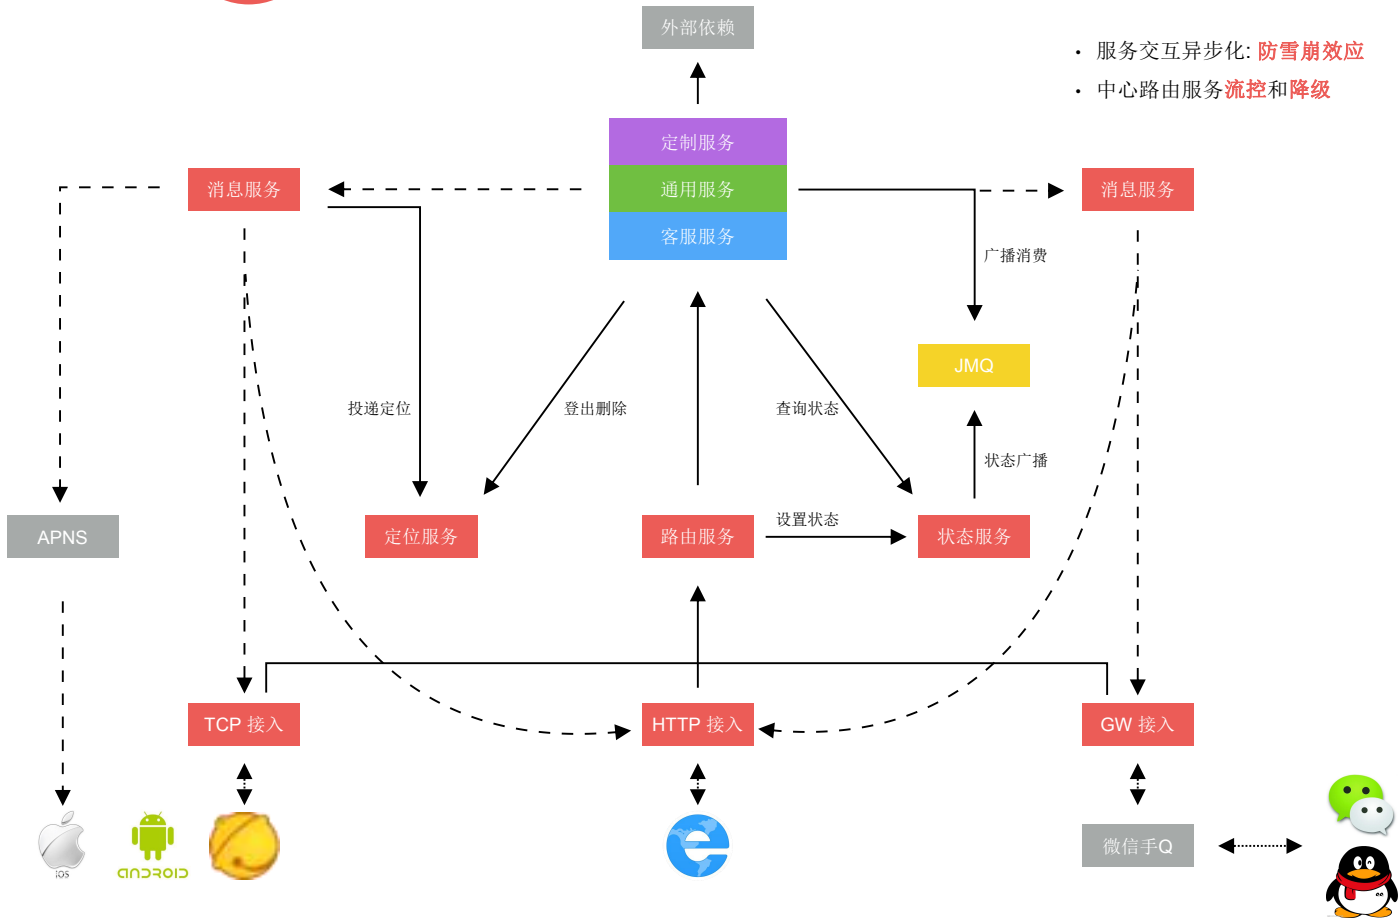 外部依赖
· 服务交互异步化: 防雪崩效应
· 中心路由服务流控和降级
定制服务
消息服务
通用服务
消息服务
客服服务
广播消费
JMQ
投递定位
登出删除
查询状态
状态广播
设置状态
APNS
定位服务
路由服务
状态服务
TCP 接入
HTTP 接入
GW 接入
微信手Q
iOS
ANDROID